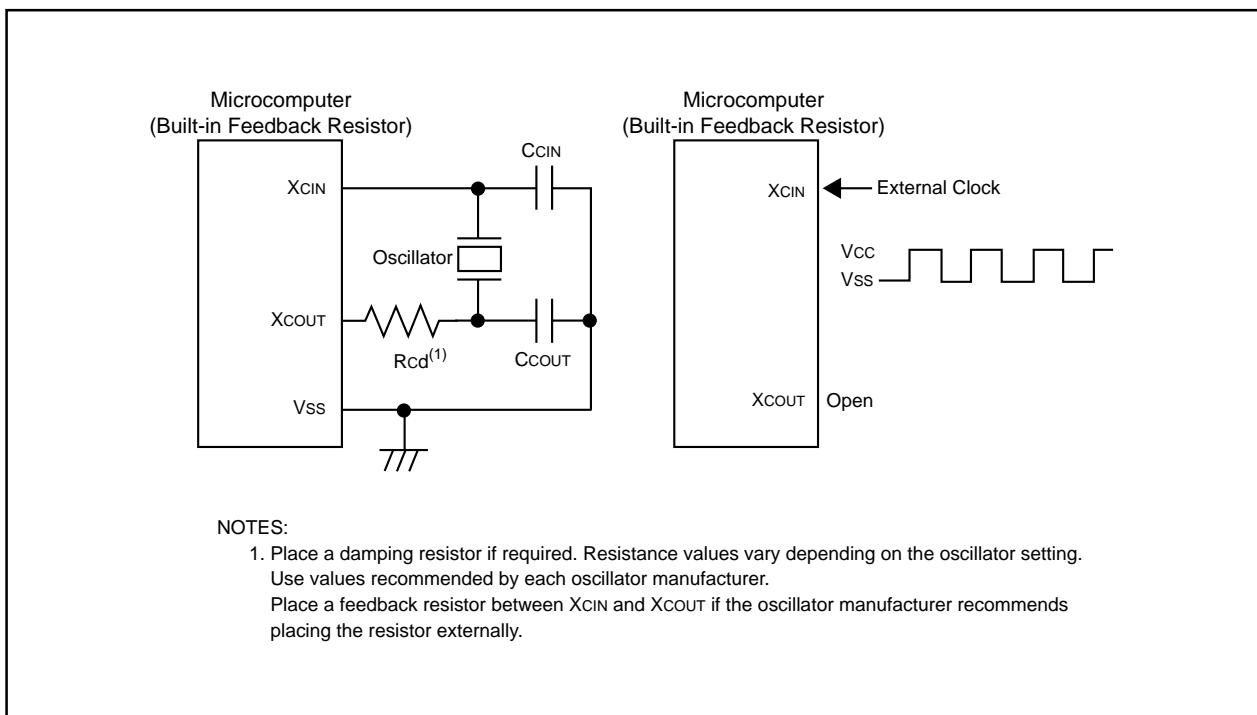 Microcomputer
(Built-in Feedback Resistor)
XCIN
CCIN
Oscillator
XCOUT
RCd(1)
CCOUT
VSS
Microcomputer
(Built-in Feedback Resistor)
XCIN
External Clock
VCC
VSS
XCOUT
Open
NOTES:
1. Place a damping resistor if required. Resistance values vary depending on the oscillator setting.
Use values recommended by each oscillator manufacturer.
Place a feedback resistor between XCIN and XCOUT if the oscillator manufacturer recommends
placing the resistor externally.